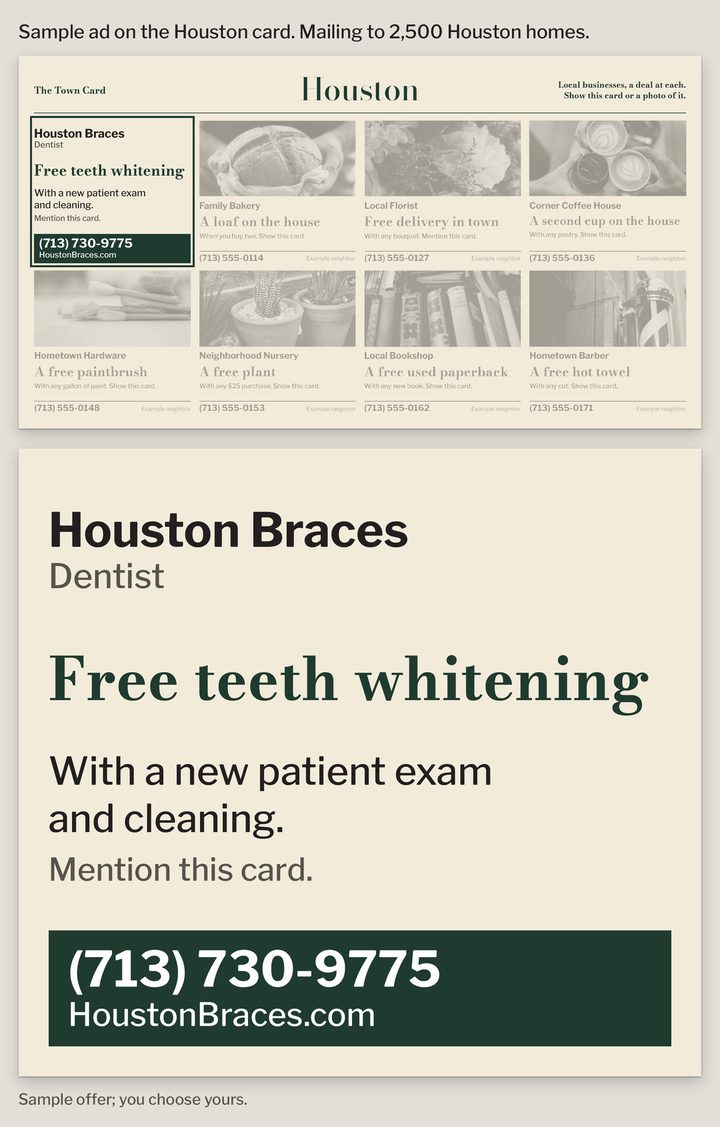 Sample ad on the Houston card. Mailing to 2,500 Houston homes.
The Town Card
Houston
Local businesses, a deal at each.
Show this card or a photo of it.
Houston Braces
Dentist
Free teeth whitening
With a new patient exam
and cleaning.
Mention this card.
(713) 730-9775
HoustonBraces.com
Family Bakery
A loaf on the house
When you buy two. Show this card.
(713) 555-0114
Example neighbor
Local Florist
Free delivery in town
With any bouquet. Mention this card.
(713) 555-0127
Example neighbor
Corner Coffee House
A second cup on the house
With any pastry. Show this card.
(713) 555-0136
Example neighbor
Hometown Hardware
A free paintbrush
With any gallon of paint. Show this card.
(713) 555-0148
Example neighbor
Neighborhood Nursery
A free plant
With any $25 purchase. Show this card.
(713) 555-0153
Example neighbor
Local Bookshop
A free used paperback
With any new book. Show this card.
(713) 555-0162
Example neighbor
Hometown Barber
A free hot towel
With any cut. Show this card.
(713) 555-0171
Example neighbor
Houston Braces
Dentist
Free teeth whitening
With a new patient exam
and cleaning.
Mention this card.
(713) 730-9775
HoustonBraces.com
Sample offer; you choose yours.